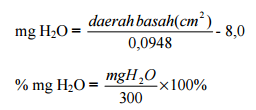 mg H₂O = daerah basah(cm²) / 0,0948 - 8,0
% mg H₂O = mgH₂O / 300 ×100%